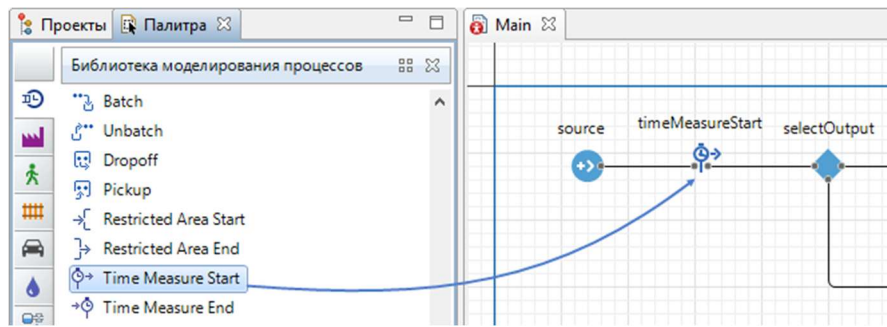 Проекты Палитра
Main
Библиотека моделирования процессов
Batch
Unbatch
Dropoff
Pickup
Restricted Area Start
Restricted Area End
Time Measure Start
Time Measure End
source timeMeasureStart selectOutput